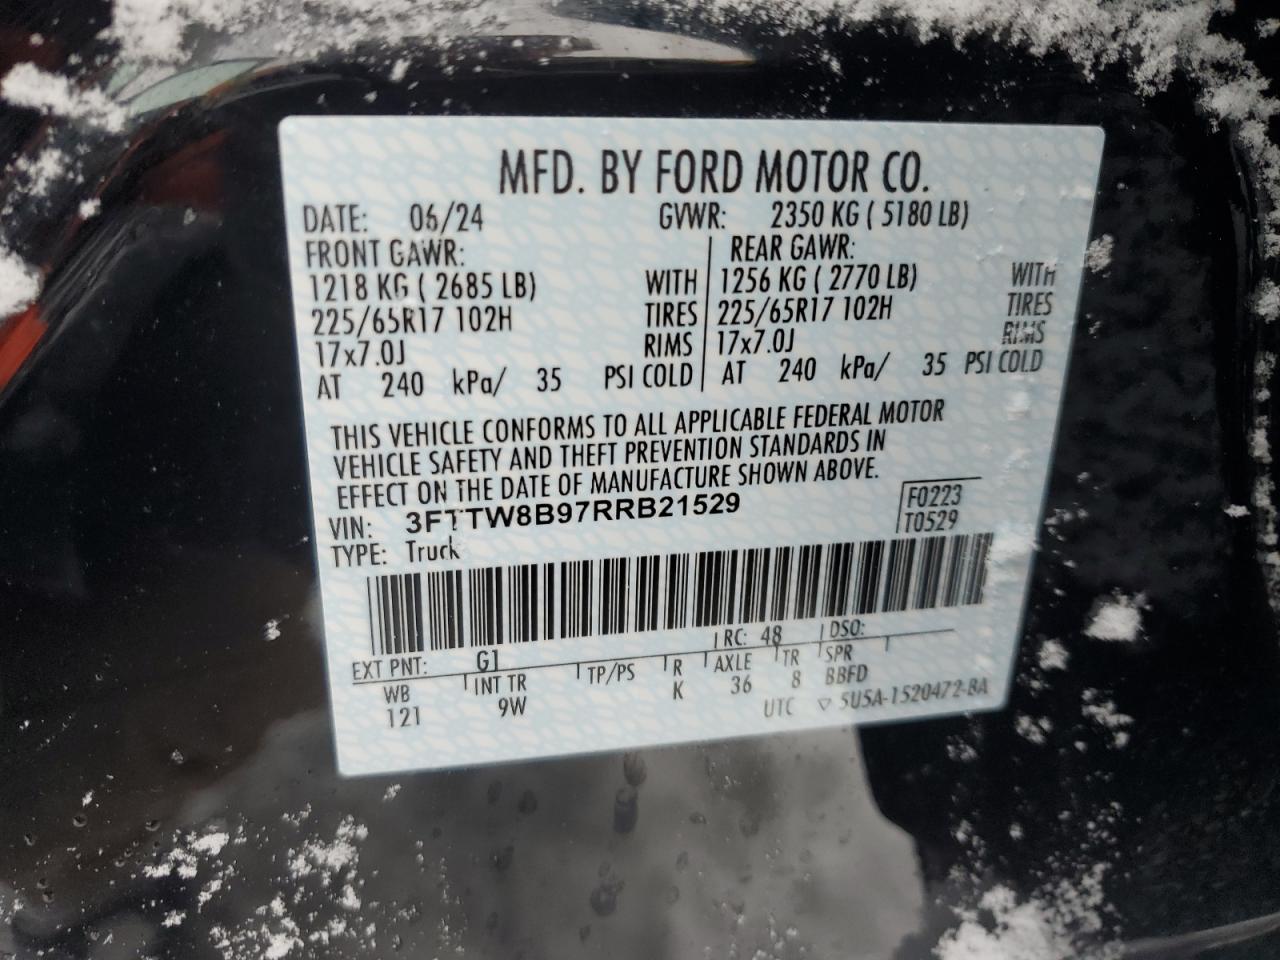 MFD. BY FORD MOTOR CO.
DATE: 06/24 GVWR: 2350 KG ( 5180 LB)
FRONT GAWR: REAR GAWR:
1218 KG ( 2685 LB) WITH 1256 KG ( 2770 LB) WITH
225/65R17 102H TIRES 225/65R17 102H TIRES
17x7.0J RIMS 17x7.0J RIMS
AT 240 kPa/ 35 PSI COLD AT 240 kPa/ 35 PSI COLD
THIS VEHICLE CONFORMS TO ALL APPLICABLE FEDERAL MOTOR
VEHICLE SAFETY AND THEFT PREVENTION STANDARDS IN
EFFECT ON THE DATE OF MANUFACTURE SHOWN ABOVE.
VIN: 3FTTW8B97RRB21529 F0223
TYPE: Truck T0529
EXT PNT: G1 RC: 48 DSO:
WB INT TR TP/PS R AXLE TR SPR
121 9W K 36 8 BBFD
UTC ▽ 5U5A-1520472-BA